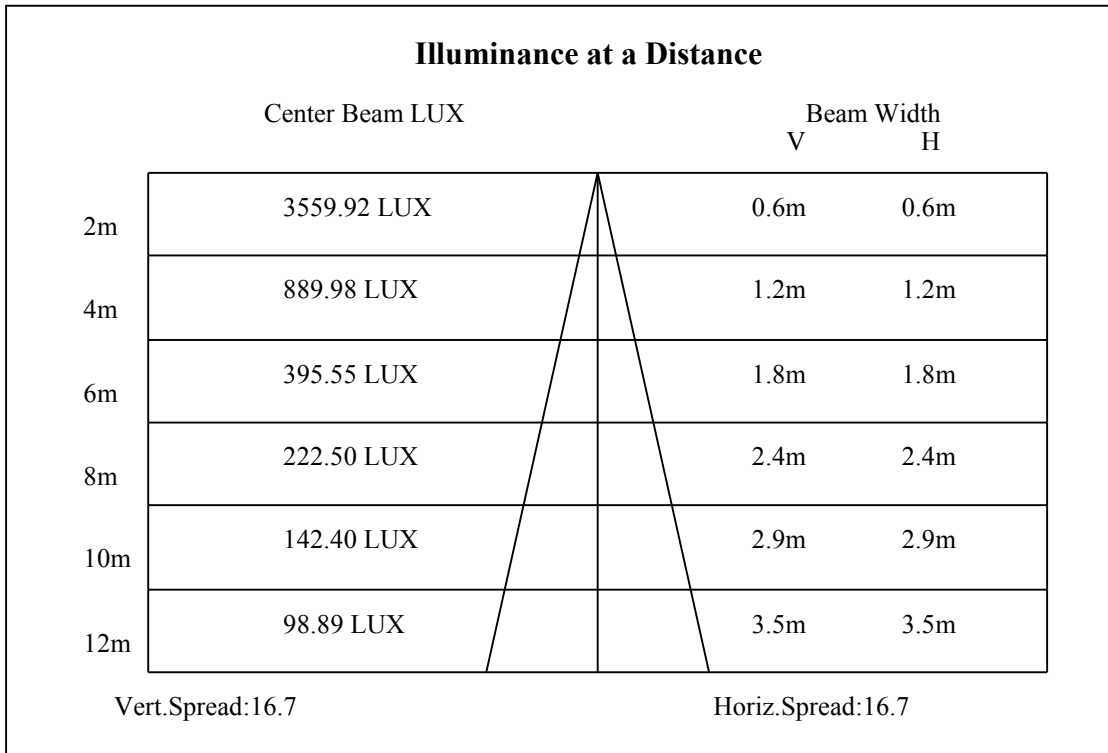 Illuminance at a Distance
Center Beam LUX Beam Width
V H
2m 3559.92 LUX 0.6m 0.6m
4m 889.98 LUX 1.2m 1.2m
6m 395.55 LUX 1.8m 1.8m
8m 222.50 LUX 2.4m 2.4m
10m 142.40 LUX 2.9m 2.9m
12m 98.89 LUX 3.5m 3.5m
Vert.Spread:16.7 Horiz.Spread:16.7